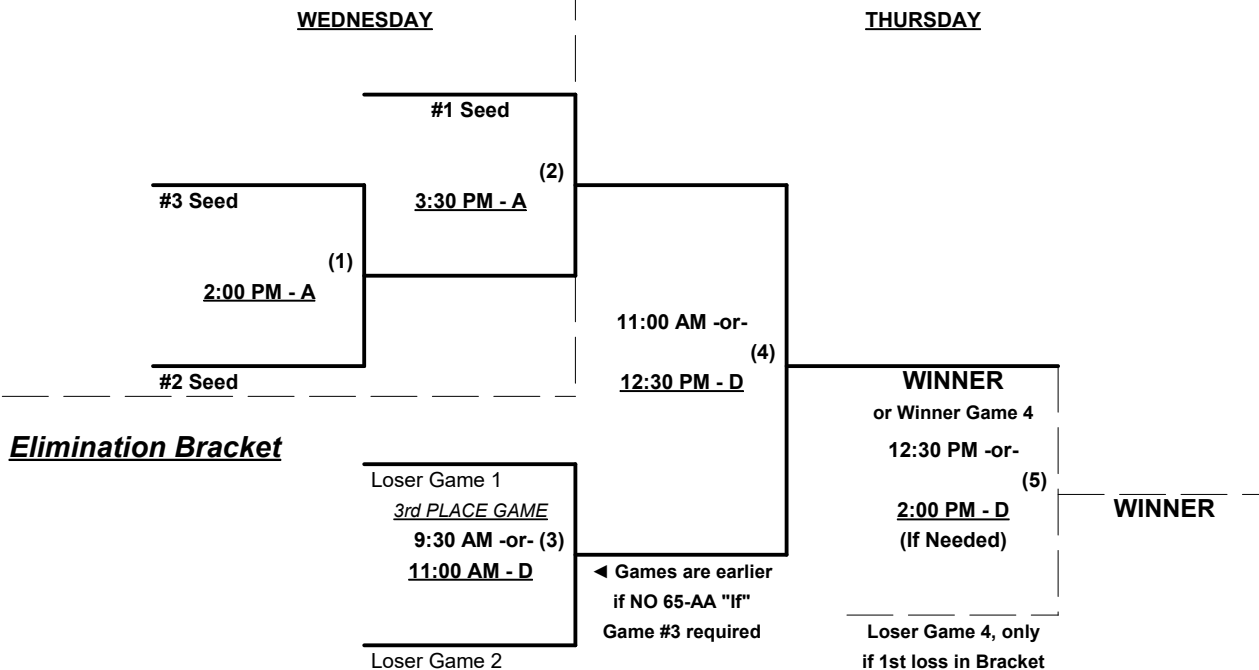 WEDNESDAY
THURSDAY
#1 Seed
(2)
#3 Seed
3:30 PM - A
(1)
2:00 PM - A
11:00 AM -or-
(4)
#2 Seed
12:30 PM - D
WINNER
or Winner Game 4
Elimination Bracket
12:30 PM -or-
Loser Game 1
(5)
3rd PLACE GAME
2:00 PM - D
WINNER
9:30 AM -or- (3)
(If Needed)
11:00 AM - D
◄ Games are earlier
if NO 65-AA "If"
Game #3 required
Loser Game 4, only
Loser Game 2
if 1st loss in Bracket